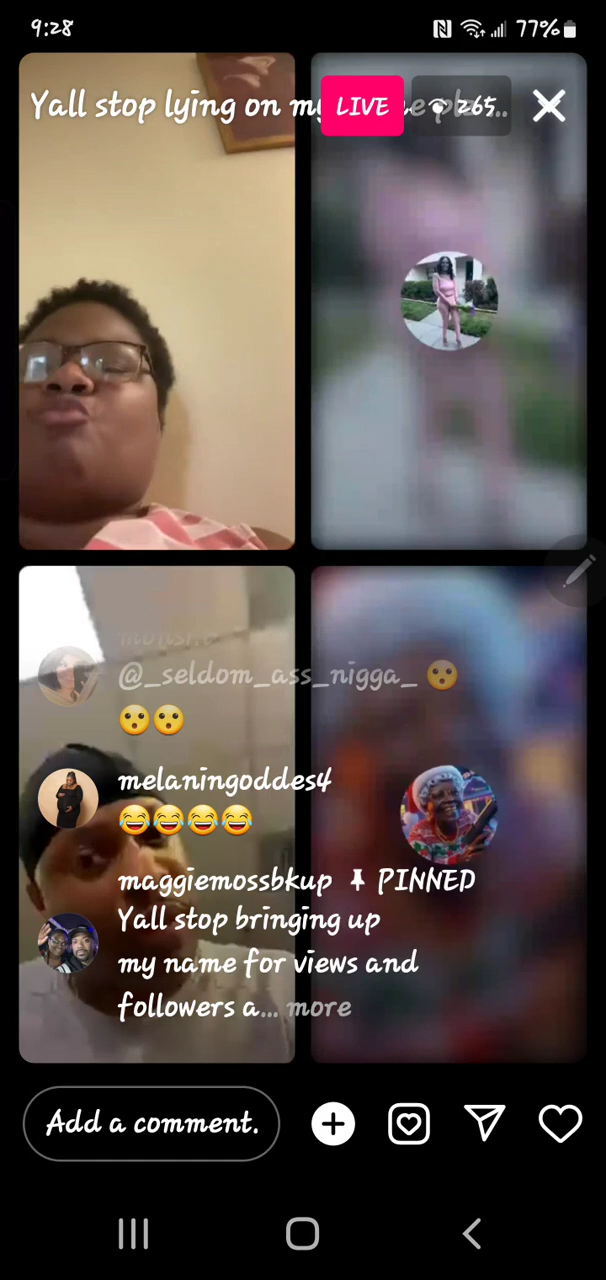 9:28
77%
Yall stop lying on my
LIVE
265
@_seldom_ass_nigga_ 😮
😮😮
melaningoddes4
😂😂😂😂
maggiemossbkup 📌 PINNED
Yall stop bringing up
my name for views and
followers a... more
Add a comment.